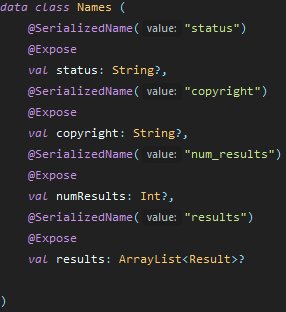 data class Names (
@SerializedName( value: "status")
@Expose
val status: String?,
@SerializedName( value: "copyright")
@Expose
val copyright: String?,
@SerializedName( value: "num_results")
@Expose
val numResults: Int?,
@SerializedName( value: "results")
@Expose
val results: ArrayList<Result>?
)